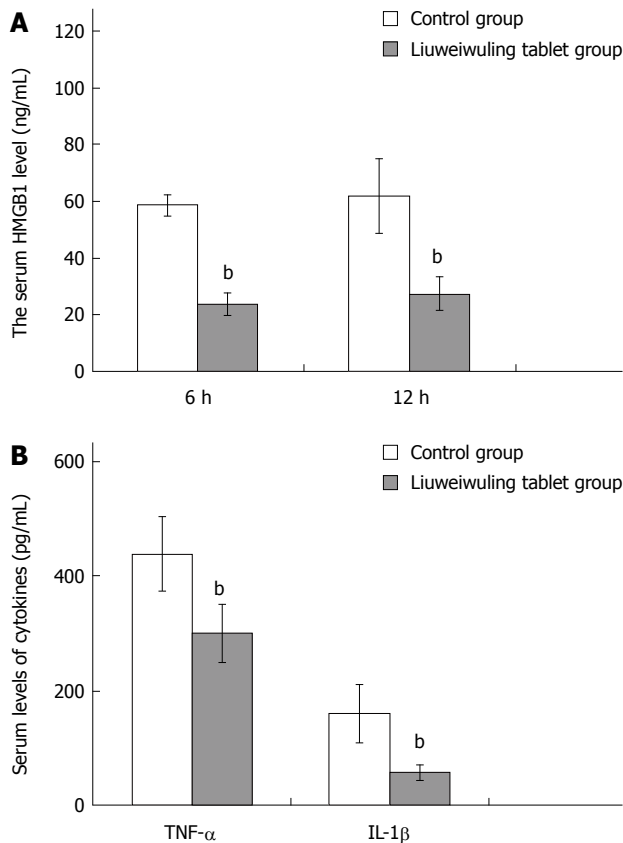 A
Control group
Liuweiwuling tablet group
The serum HMGB1 level (ng/mL)
120
100
80
60
40
20
0
b
b
6 h
12 h
B
Control group
Liuweiwuling tablet group
Serum levels of cytokines (pg/mL)
600
400
200
0
b
b
TNF-α
IL-1β